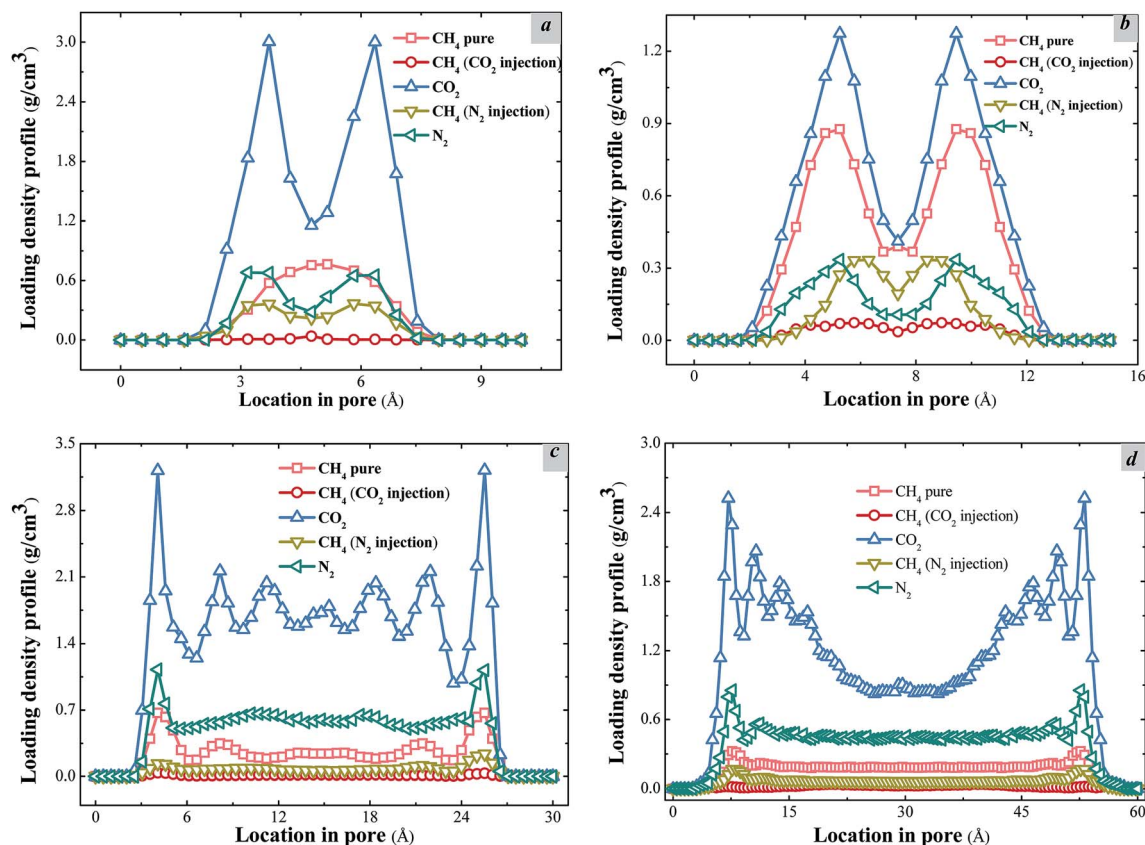 a
CH₄ pure
CH₄ (CO₂ injection)
CO₂
CH₄ (N₂ injection)
N₂
3.0
2.4
1.8
1.2
0.6
0.0
0
3
6
9
Loading density profile (g/cm³)
Location in pore (Å)
b
CH₄ pure
CH₄ (CO₂ injection)
CO₂
CH₄ (N₂ injection)
N₂
1.2
0.9
0.6
0.3
0.0
0
4
8
12
16
Loading density profile (g/cm³)
Location in pore (Å)
c
CH₄ pure
CH₄ (CO₂ injection)
CO₂
CH₄ (N₂ injection)
N₂
3.5
2.8
2.1
1.4
0.7
0.0
0
6
12
18
24
30
Loading density profile (g/cm³)
Location in pore (Å)
d
CH₄ pure
CH₄ (CO₂ injection)
CO₂
CH₄ (N₂ injection)
N₂
3.0
2.4
1.8
1.2
0.6
0.0
0
15
30
45
60
Loading density profile (g/cm³)
Location in pore (Å)